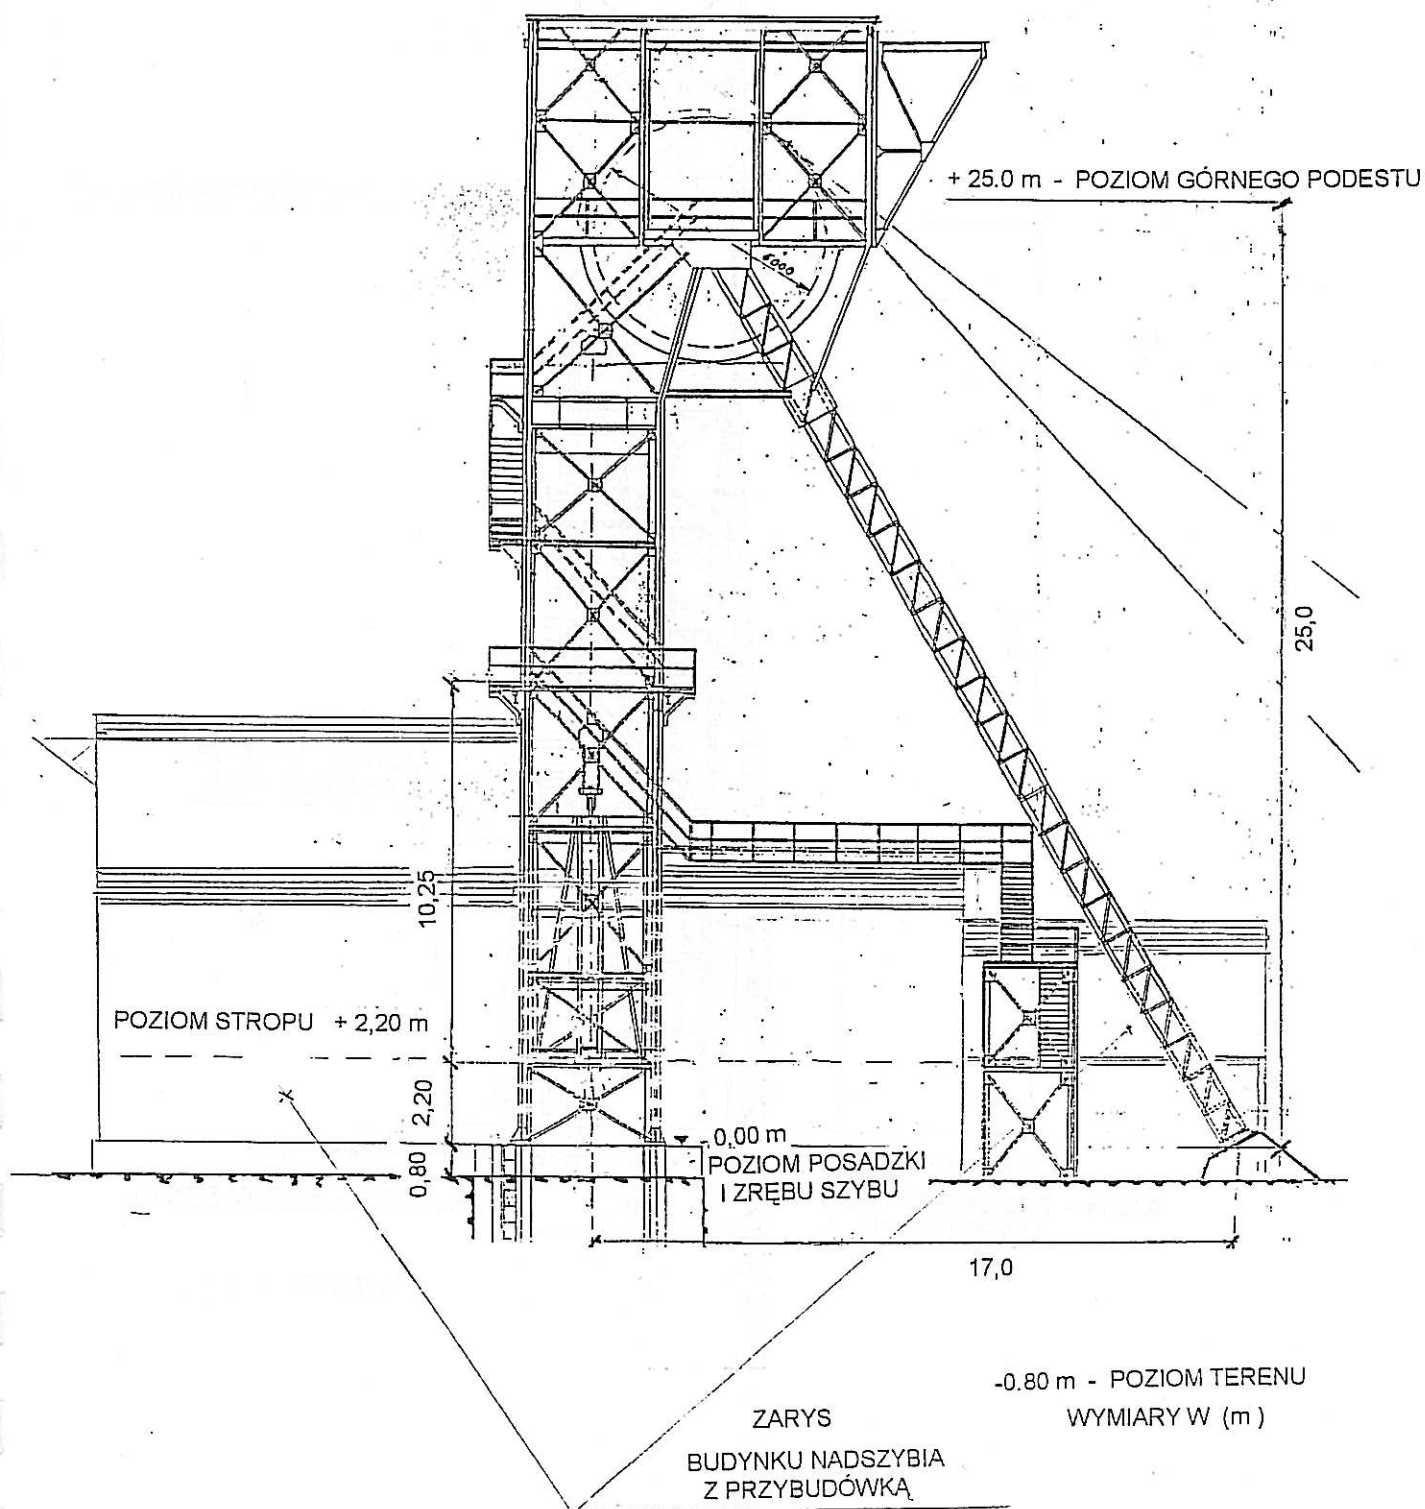 + 25.0 m - POZIOM GÓRNEGO PODESTU
6000
25,0
10,25
POZIOM STROPU + 2,20 m
2,20
0,80
0,00 m
POZIOM POSADZKI
I ZRĘBU SZYBU
17,0
-0.80 m - POZIOM TERENU
WYMIARY W (m)
ZARYS
BUDYNKU NADSZYBIA
Z PRZYBUDÓWKĄ